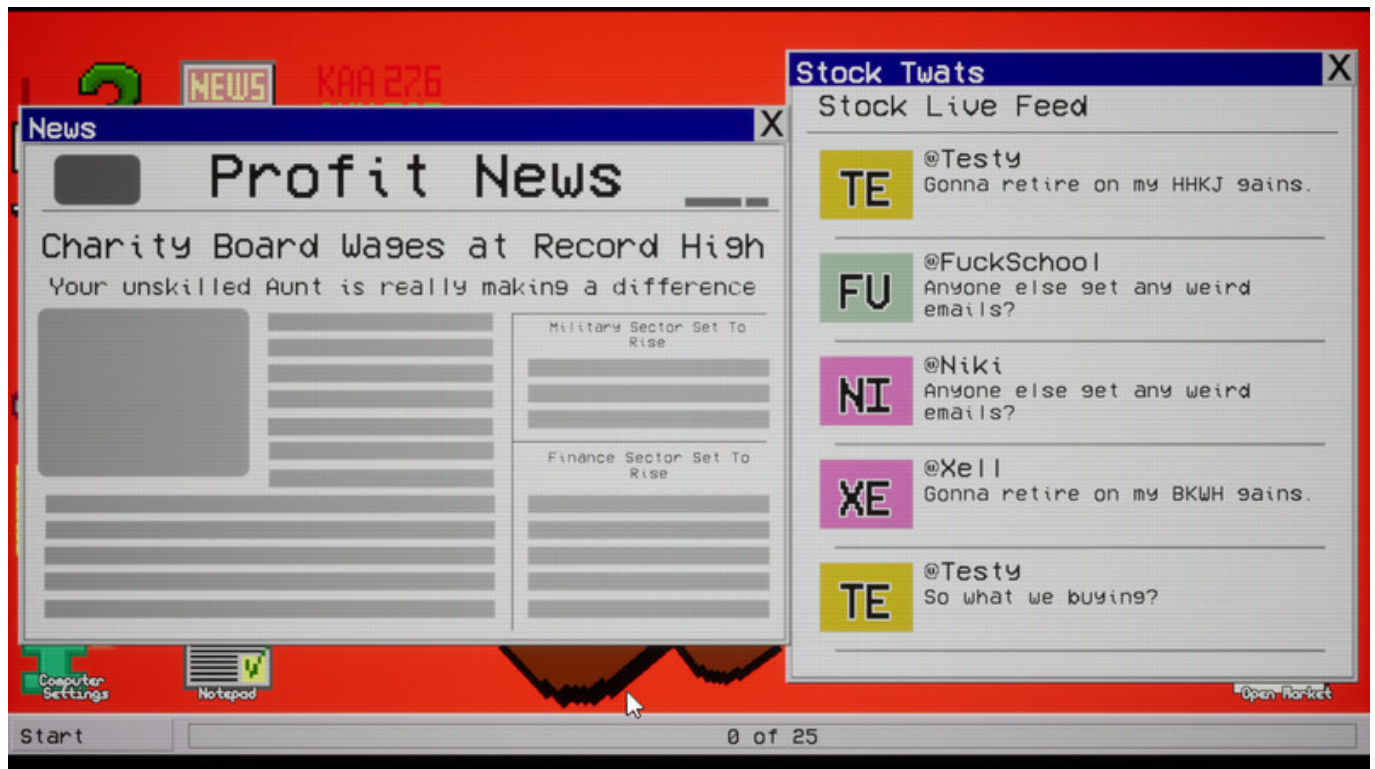 NEWS
KAA 27.6
News
X
Profit News
Charity Board Wages at Record High
Your unskilled Aunt is really making a difference
Military Sector Set To
Rise
Finance Sector Set To
Rise
Stock Twats
X
Stock Live Feed
TE
@Testy
Gonna retire on my HHKJ gains.
FU
@FuckSchool
Anyone else get any weird
emails?
NI
@Niki
Anyone else get any weird
emails?
XE
@Xell
Gonna retire on my BKWH gains.
TE
@Testy
So what we buying?
Computer
Settings
Notepad
Open Market
Start
0 of 25